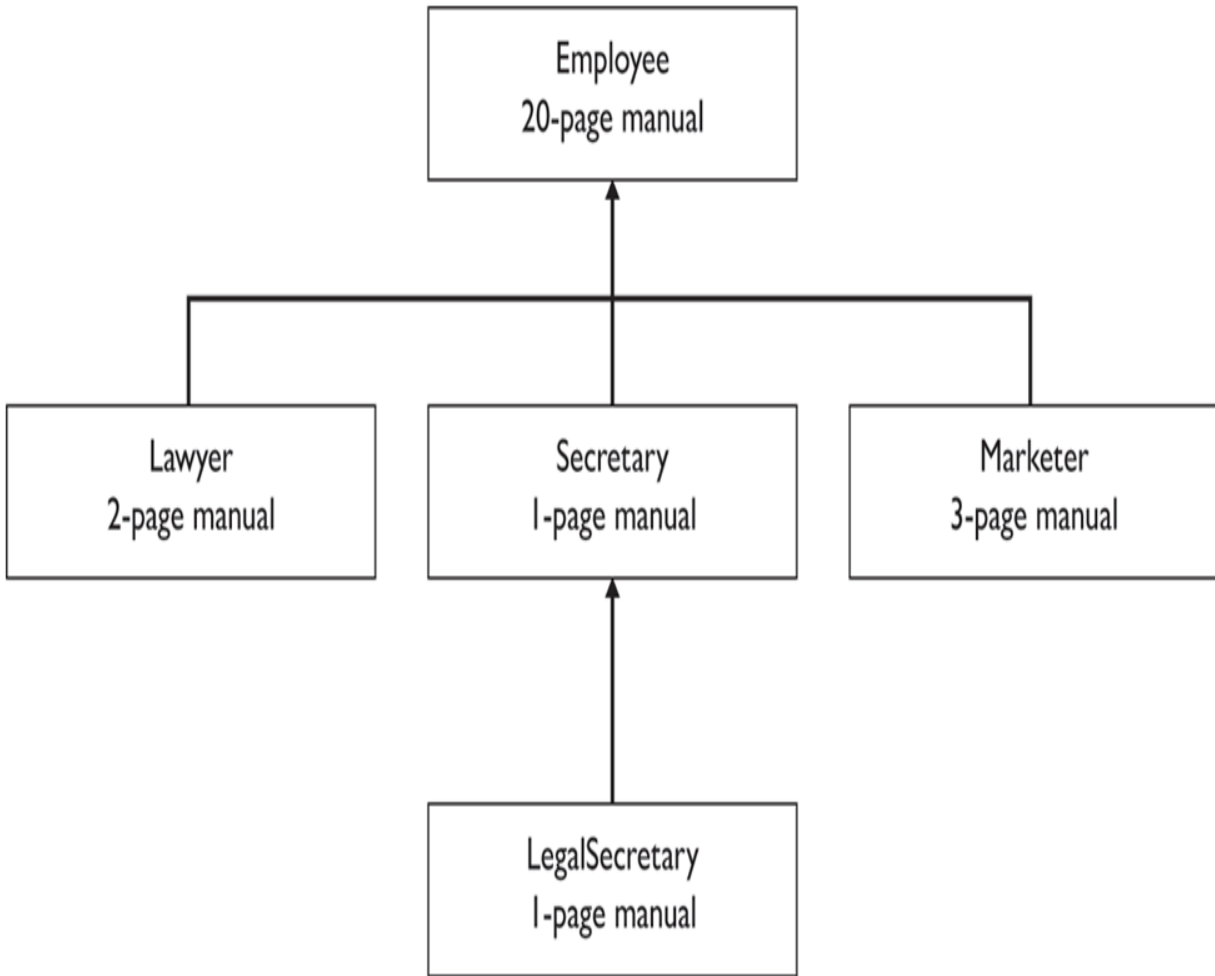 Employee
20-page manual
Lawyer
2-page manual
Secretary
1-page manual
Marketer
3-page manual
LegalSecretary
1-page manual